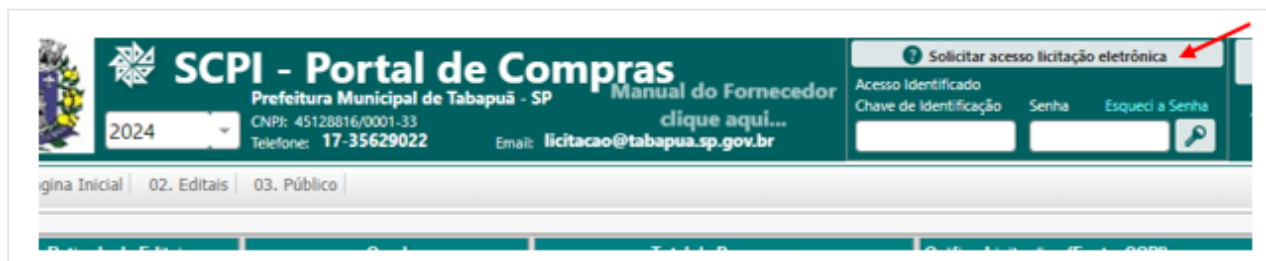 SCPI - Portal de Compras
Prefeitura Municipal de Tabapuã - SP
Manual do Fornecedor
clique aqui...
2024
CNPJ: 45128816/0001-33
Telefone: 17-35629022
Email: licitacao@tabapua.sp.gov.br
Solicitar acesso licitação eletrônica
Acesso Identificado
Chave de Identificação Senha Esqueci a Senha
gina Inicial 02. Editais 03. Público